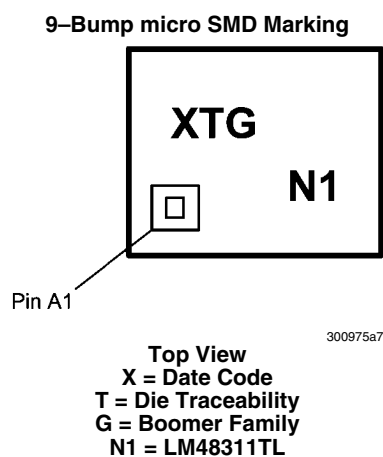 9–Bump micro SMD Marking
XTG
N1
Pin A1
300975a7
Top View
X = Date Code
T = Die Traceability
G = Boomer Family
N1 = LM48311TL